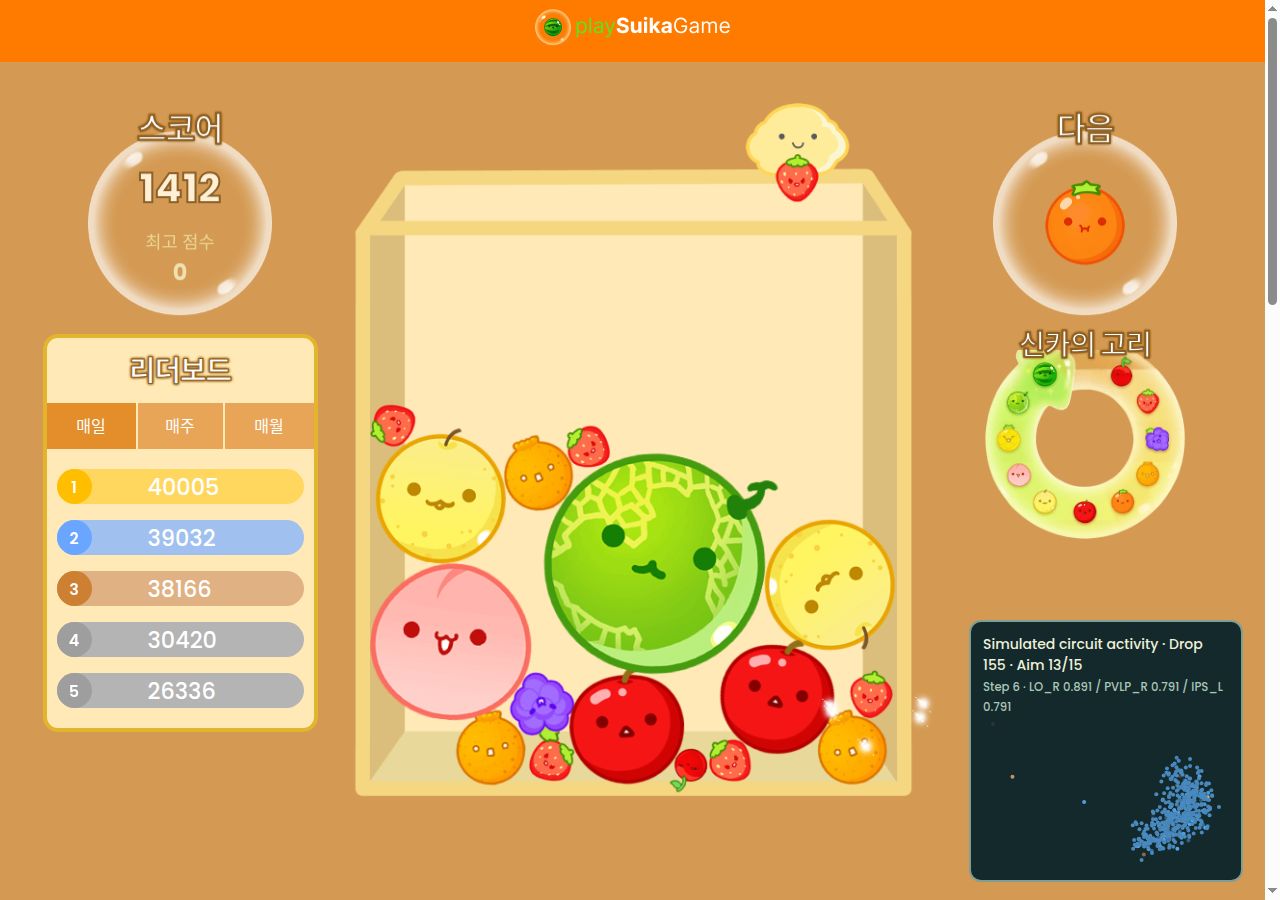 playSuikaGame
스코어
1412
최고 점수
0
다음
신카의 고리
리더보드
매일
매주
매월
1
40005
2
39032
3
38166
4
30420
5
26336
Simulated circuit activity · Drop
155 · Aim 13/15
Step 6 · LO_R 0.891 / PVLP_R 0.791 / IPS_L
0.791